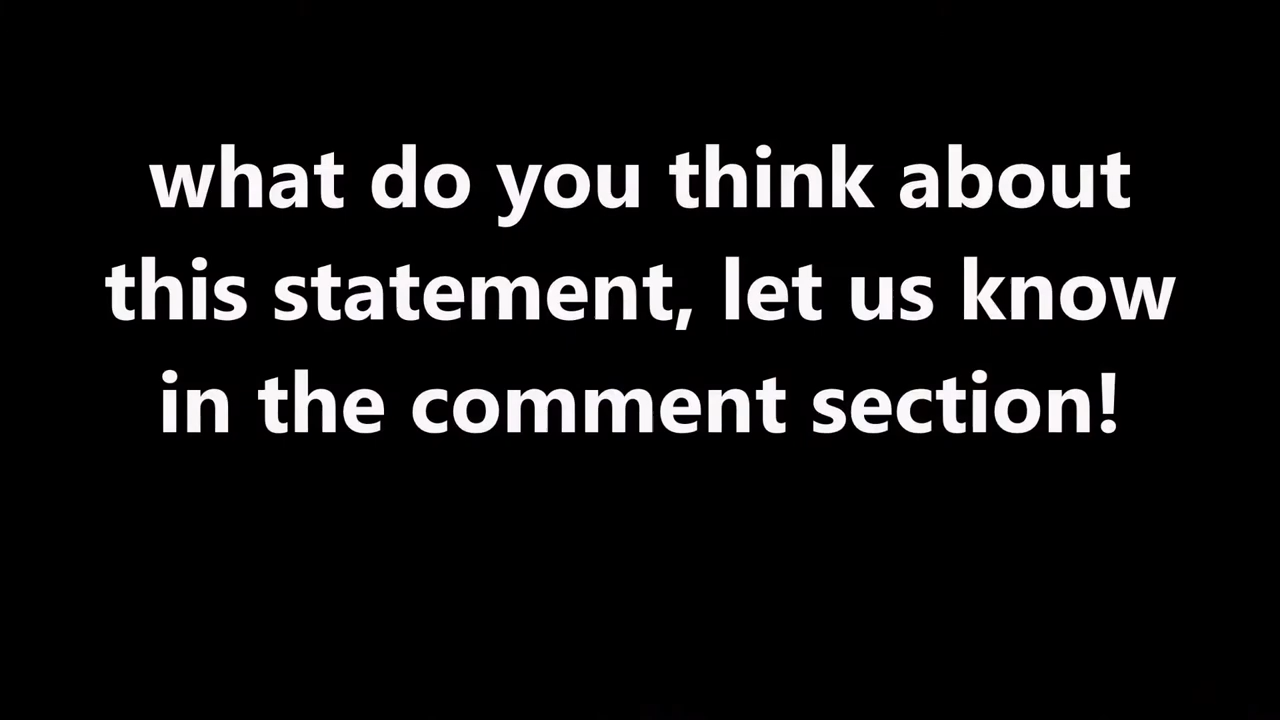 what do you think about
this statement, let us know
in the comment section!